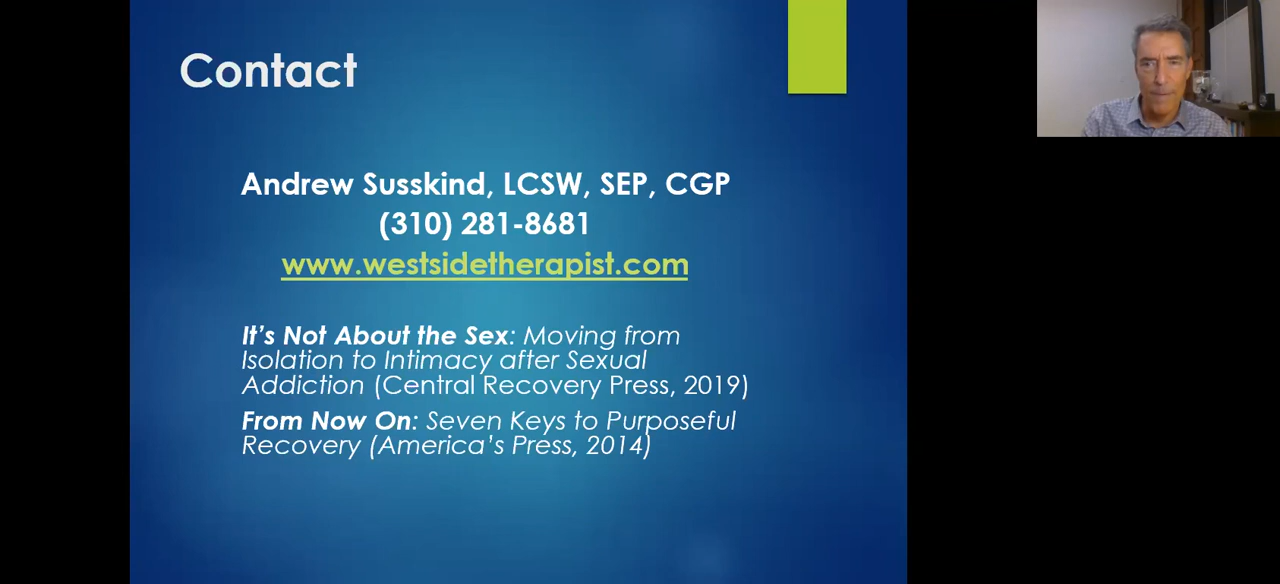 Contact
Andrew Susskind, LCSW, SEP, CGP
(310) 281-8681
www.westsidetherapist.com
It’s Not About the Sex: Moving from
Isolation to Intimacy after Sexual
Addiction (Central Recovery Press, 2019)
From Now On: Seven Keys to Purposeful
Recovery (America’s Press, 2014)